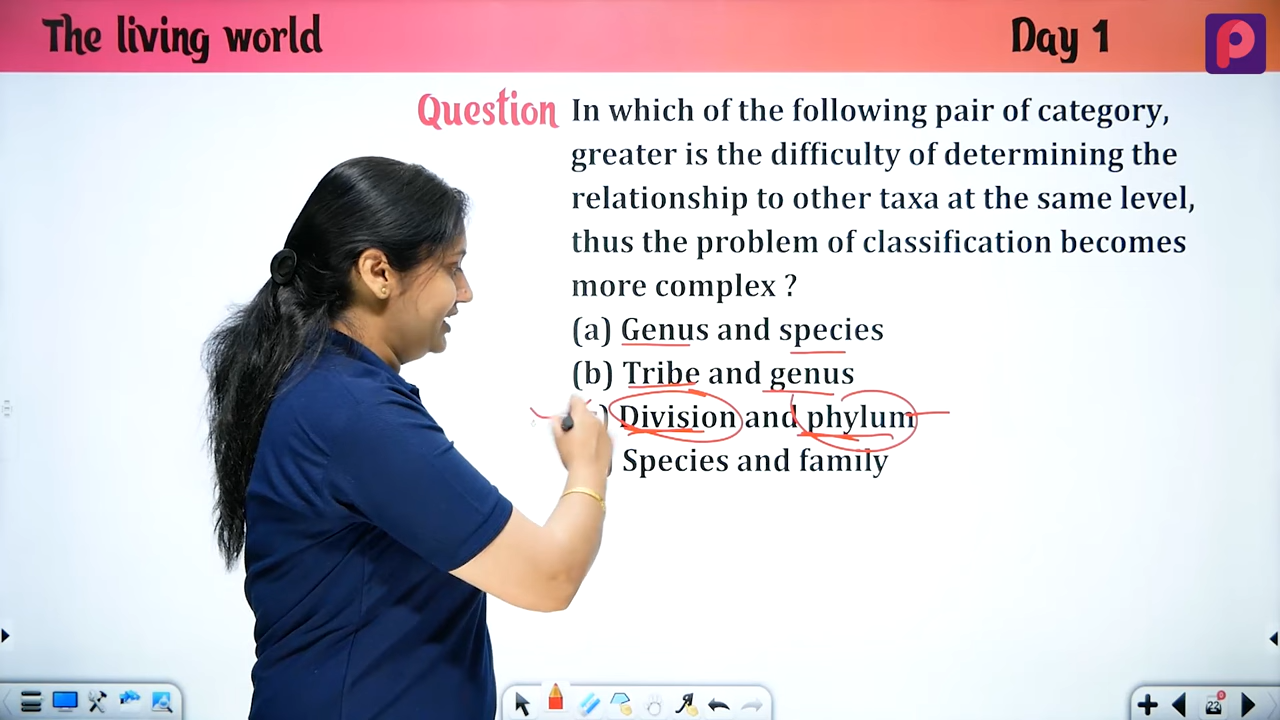 The living world
Day 1
Question
In which of the following pair of category,
greater is the difficulty of determining the
relationship to other taxa at the same level,
thus the problem of classification becomes
more complex ?
(a) Genus and species
(b) Tribe and genus
) Division and phylum
) Species and family
23